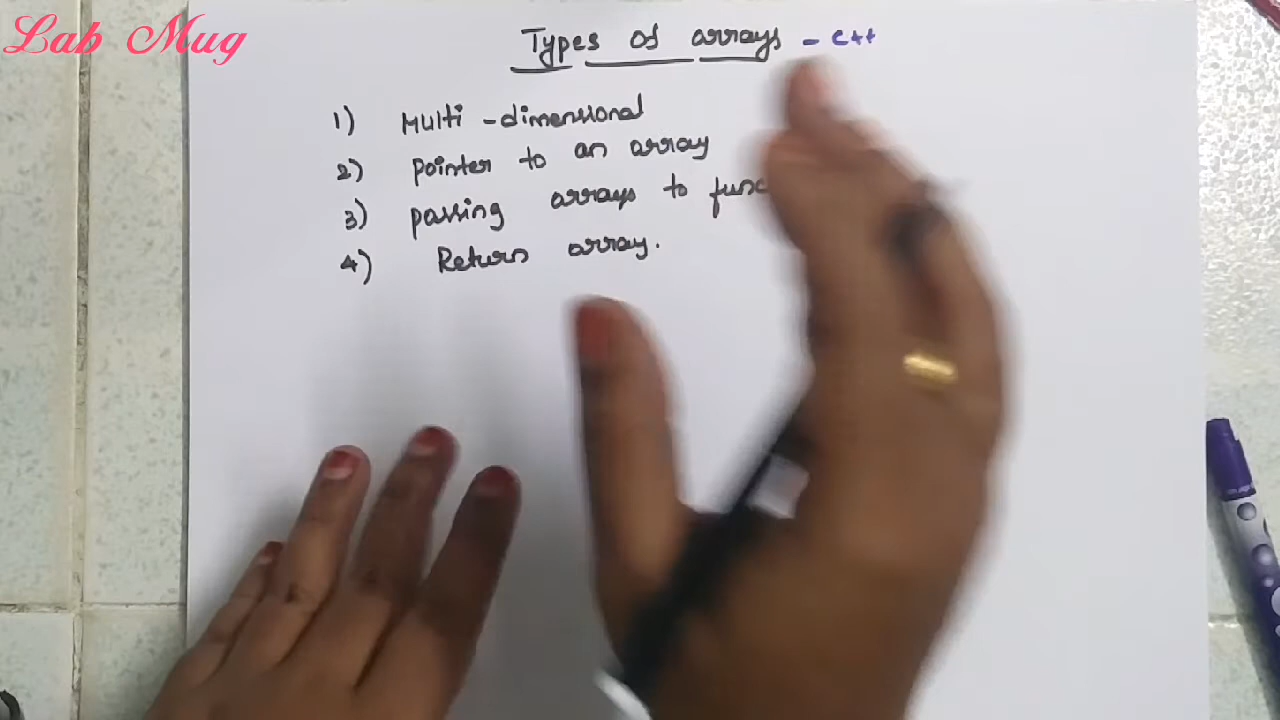 Lab Mug
Types of arrays - c++
1) Multi-dimensional
2) pointer to an array
3) passing arrays to
4) Return array.